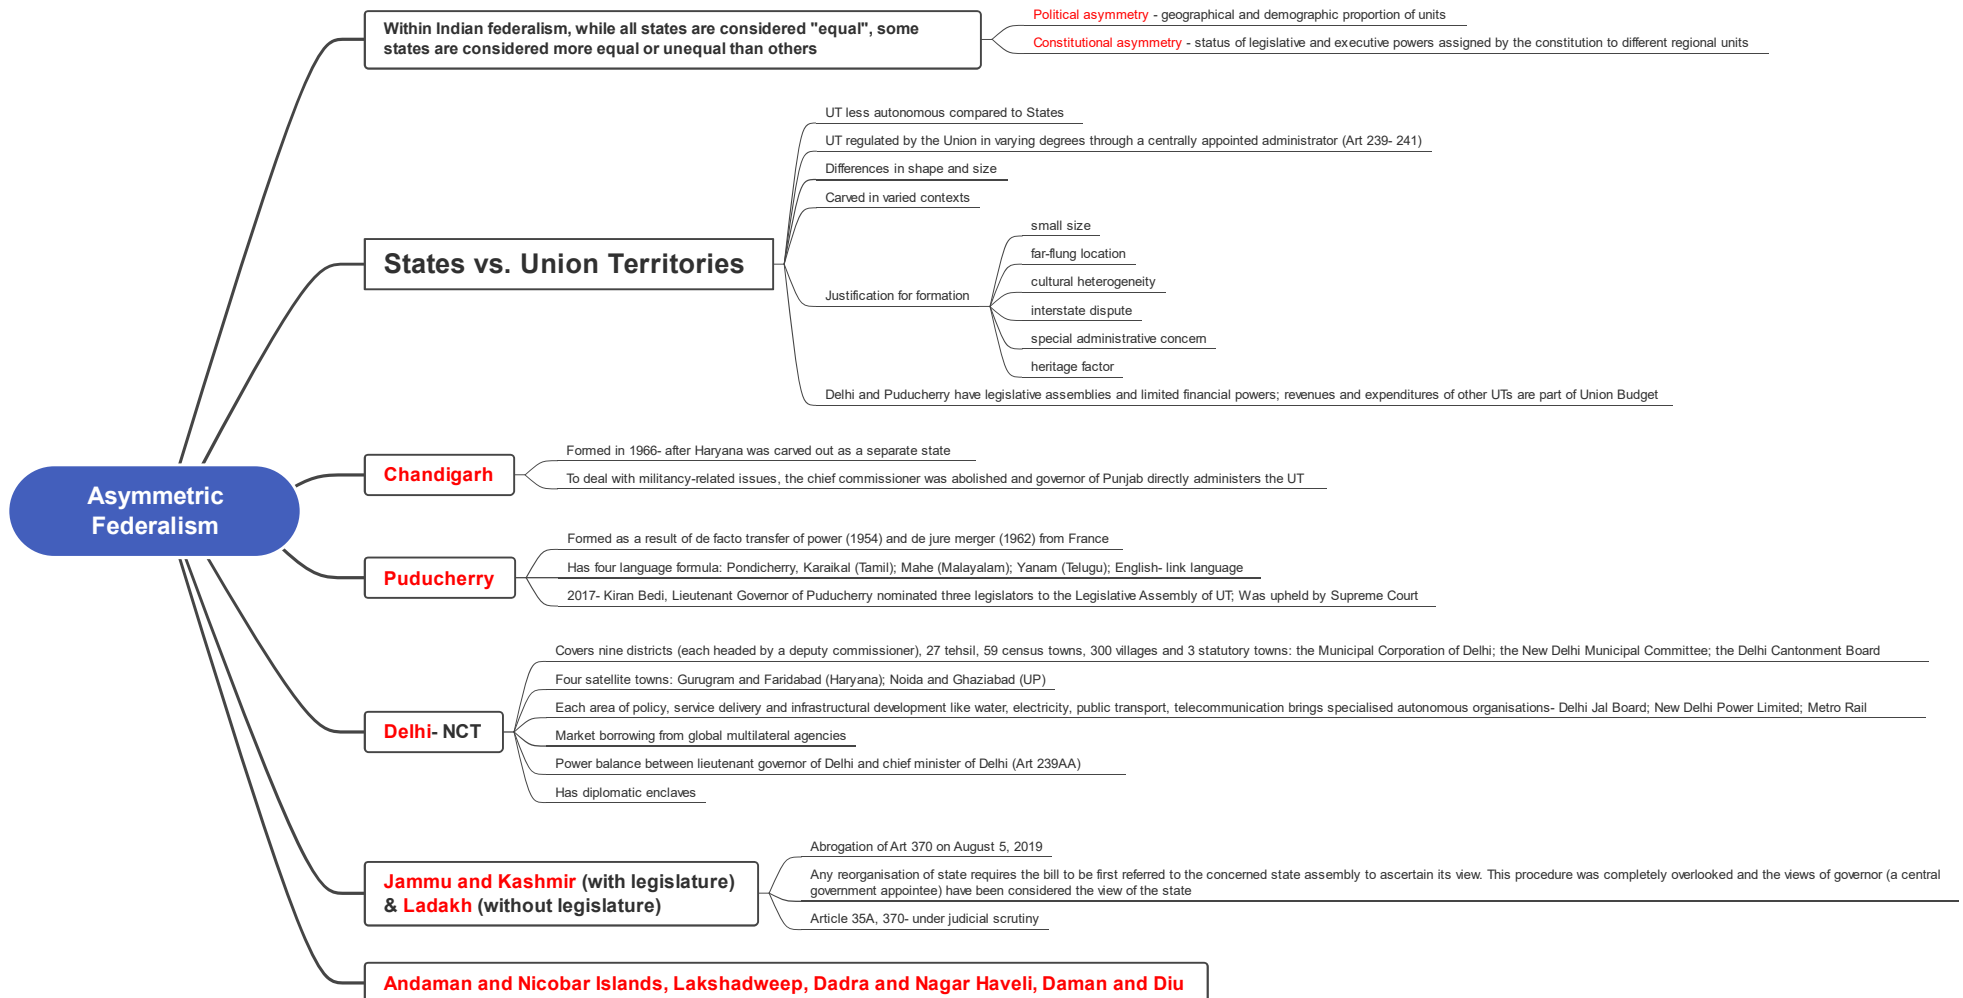 Asymmetric
Federalism
Within Indian federalism, while all states are considered "equal", some
states are considered more equal or unequal than others
Political asymmetry - geographical and demographic proportion of units
Constitutional asymmetry - status of legislative and executive powers assigned by the constitution to different regional units
States vs. Union Territories
UT less autonomous compared to States
UT regulated by the Union in varying degrees through a centrally appointed administrator (Art 239- 241)
Differences in shape and size
Carved in varied contexts
Justification for formation
small size
far-flung location
cultural heterogeneity
interstate dispute
special administrative concern
heritage factor
Delhi and Puducherry have legislative assemblies and limited financial powers; revenues and expenditures of other UTs are part of Union Budget
Chandigarh
Formed in 1966- after Haryana was carved out as a separate state
To deal with militancy-related issues, the chief commissioner was abolished and governor of Punjab directly administers the UT
Puducherry
Formed as a result of de facto transfer of power (1954) and de jure merger (1962) from France
Has four language formula: Pondicherry, Karaikal (Tamil); Mahe (Malayalam); Yanam (Telugu); English- link language
2017- Kiran Bedi, Lieutenant Governor of Puducherry nominated three legislators to the Legislative Assembly of UT; Was upheld by Supreme Court
Delhi- NCT
Covers nine districts (each headed by a deputy commissioner), 27 tehsil, 59 census towns, 300 villages and 3 statutory towns: the Municipal Corporation of Delhi; the New Delhi Municipal Committee; the Delhi Cantonment Board
Four satellite towns: Gurugram and Faridabad (Haryana); Noida and Ghaziabad (UP)
Each area of policy, service delivery and infrastructural development like water, electricity, public transport, telecommunication brings specialised autonomous organisations- Delhi Jal Board; New Delhi Power Limited; Metro Rail
Market borrowing from global multilateral agencies
Power balance between lieutenant governor of Delhi and chief minister of Delhi (Art 239AA)
Has diplomatic enclaves
Jammu and Kashmir (with legislature)
& Ladakh (without legislature)
Abrogation of Art 370 on August 5, 2019
Any reorganisation of state requires the bill to be first referred to the concerned state assembly to ascertain its view. This procedure was completely overlooked and the views of governor (a central
government appointee) have been considered the view of the state
Article 35A, 370- under judicial scrutiny
Andaman and Nicobar Islands, Lakshadweep, Dadra and Nagar Haveli, Daman and Diu